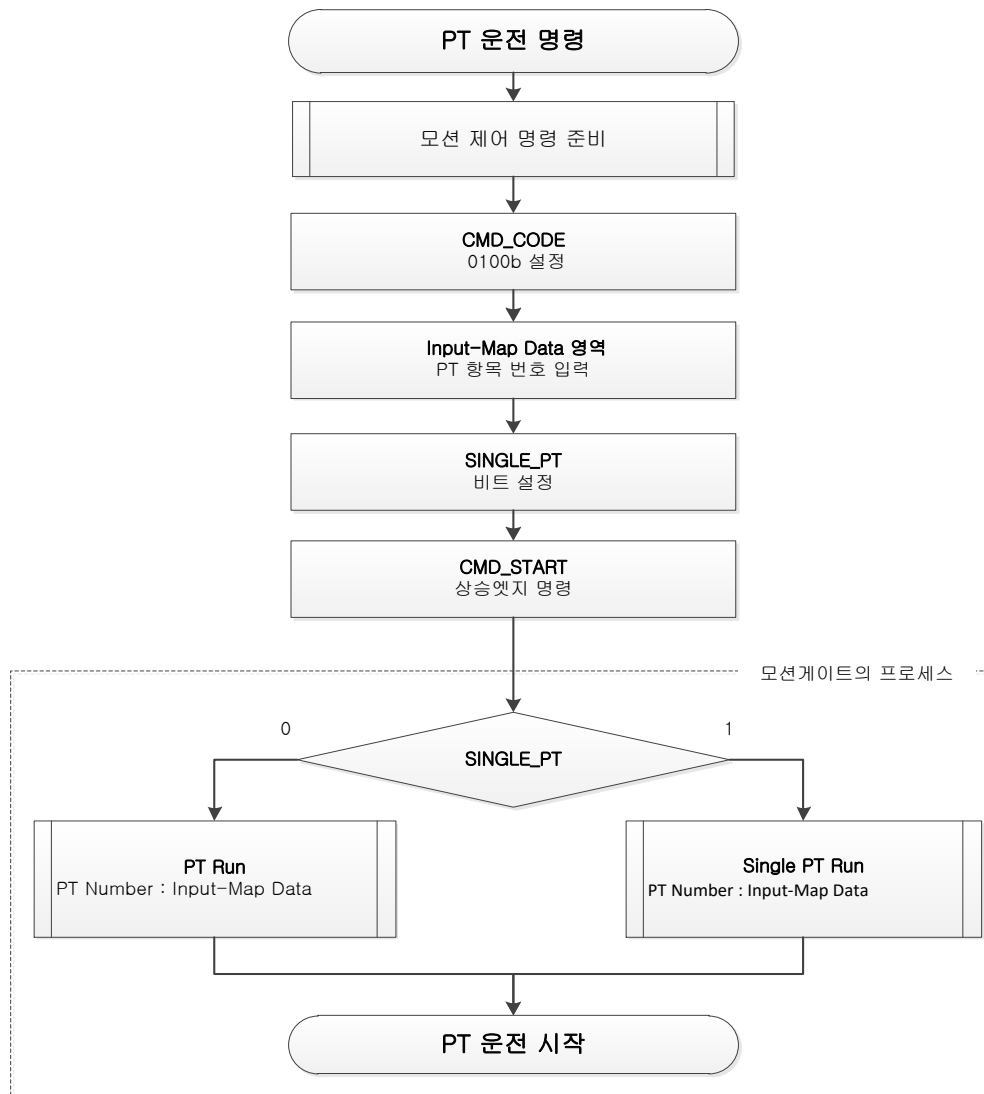 PT 운전 명령
모션 제어 명령 준비
CMD_CODE
0100b 설정
Input-Map Data 영역
PT 항목 번호 입력
SINGLE_PT
비트 설정
CMD_START
상승엣지 명령
모션게이트의 프로세스
0
1
SINGLE_PT
PT Run
PT Number : Input-Map Data
Single PT Run
PT Number : Input-Map Data
PT 운전 시작